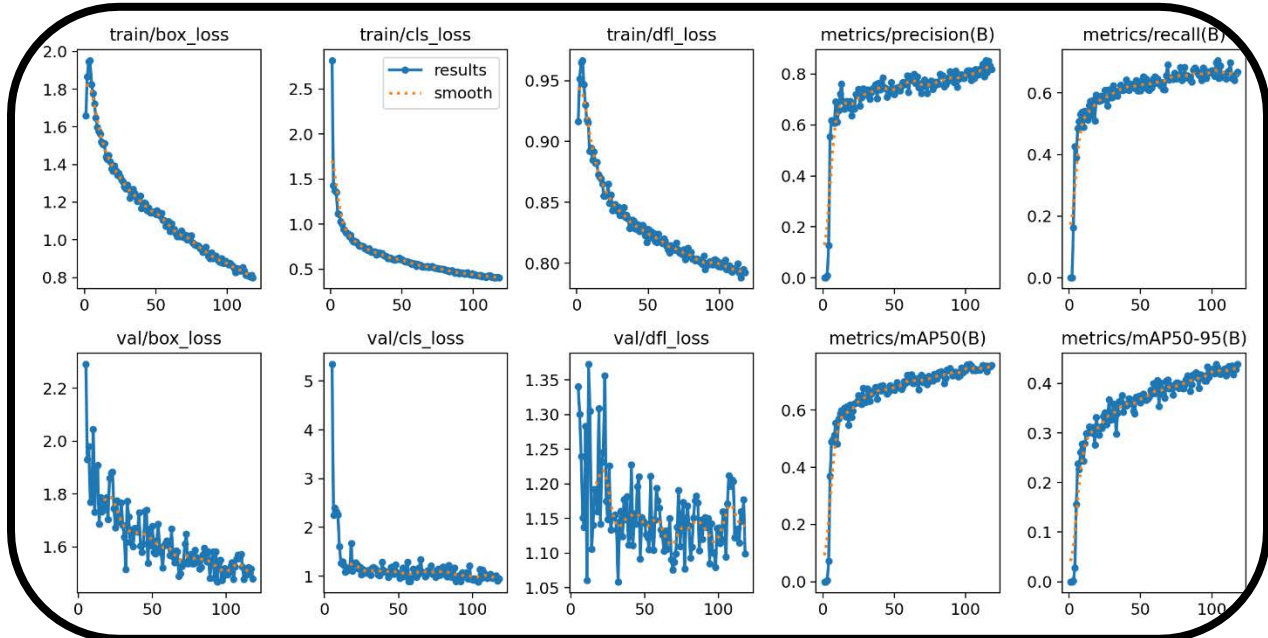 train/box_loss
train/cls_loss
train/dfl_loss
metrics/precision(B)
metrics/recall(B)
2.0
1.8
1.6
1.4
1.2
1.0
0.8
0 50 100
results
smooth
2.5
2.0
1.5
1.0
0.5
0 50 100
0.95
0.90
0.85
0.80
0 50 100
0.8
0.6
0.4
0.2
0.0
0 50 100
0.6
0.4
0.2
0.0
0 50 100
val/box_loss
val/cls_loss
val/dfl_loss
metrics/mAP50(B)
metrics/mAP50-95(B)
2.2
2.0
1.8
1.6
0 50 100
5
4
3
2
1
0 50 100
1.35
1.30
1.25
1.20
1.15
1.10
1.05
0 50 100
0.6
0.4
0.2
0.0
0 50 100
0.4
0.3
0.2
0.1
0.0
0 50 100